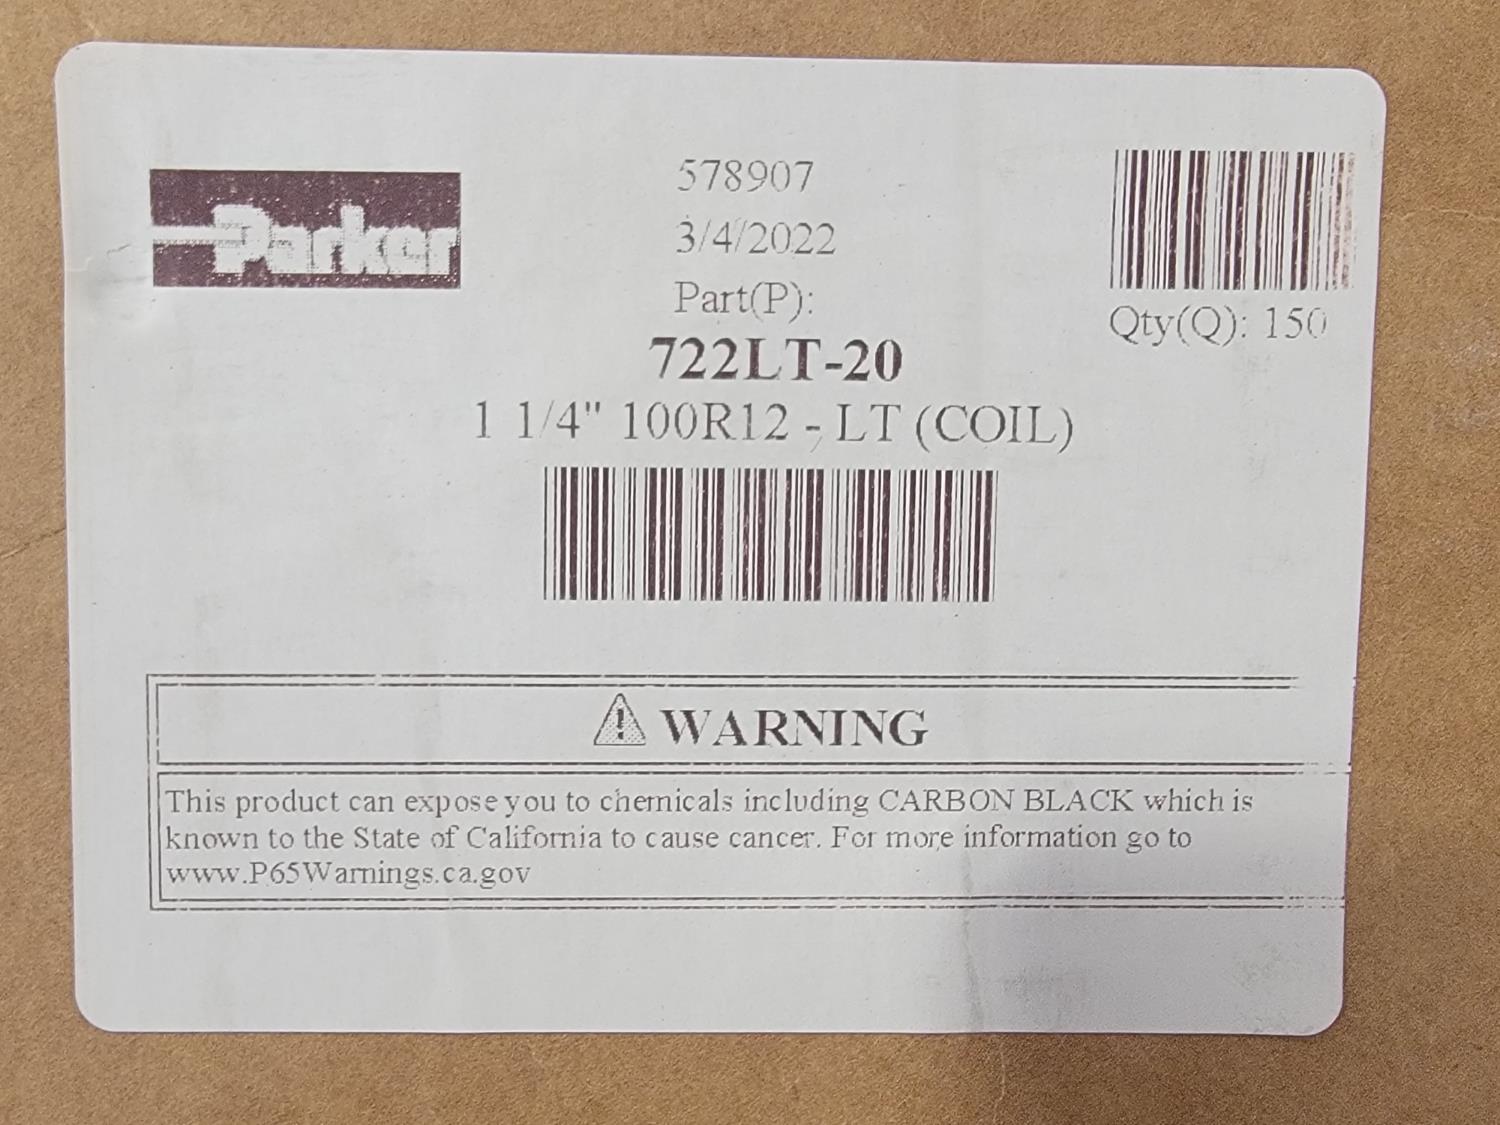 Parker
578907
3/4/2022
Part(P):
722LT-20
1 1/4" 100R12 - LT (COIL)
Qty(Q): 150
WARNING
This product can expose you to chemicals including CARBON BLACK which is
known to the State of California to cause cancer. For more information go to
www.P65Warnings.ca.gov